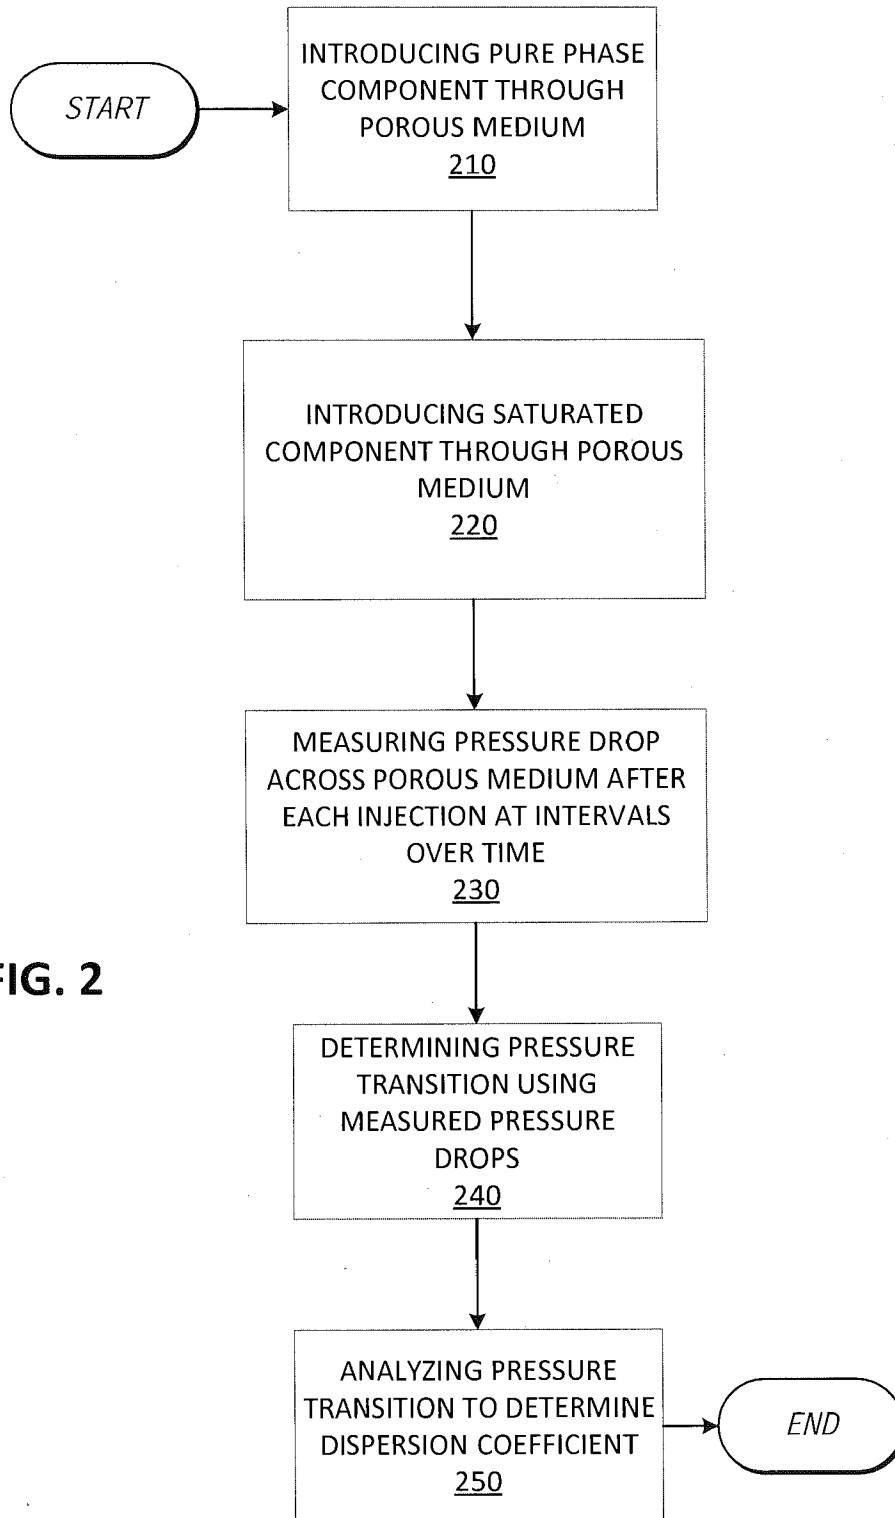 START
INTRODUCING PURE PHASE
COMPONENT THROUGH
POROUS MEDIUM
210
INTRODUCING SATURATED
COMPONENT THROUGH POROUS
MEDIUM
220
MEASURING PRESSURE DROP
ACROSS POROUS MEDIUM AFTER
EACH INJECTION AT INTERVALS
OVER TIME
230
FIG. 2
DETERMINING PRESSURE
TRANSITION USING
MEASURED PRESSURE
DROPS
240
ANALYZING PRESSURE
TRANSITION TO DETERMINE
DISPERSION COEFFICIENT
250
END